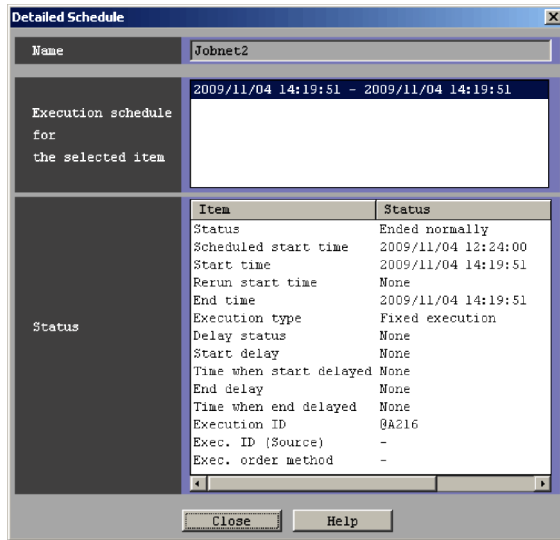 Detailed Schedule
Name
Jobnet2
Execution schedule
for
the selected item
2009/11/04 14:19:51 - 2009/11/04 14:19:51
Status
Item Status
Status Ended normally
Scheduled start time 2009/11/04 12:24:00
Start time 2009/11/04 14:19:51
Rerun start time None
End time 2009/11/04 14:19:51
Execution type Fixed execution
Delay status None
Start delay None
Time when start delayed None
End delay None
Time when end delayed None
Execution ID @A216
Exec. ID (Source) -
Exec. order method -
Close Help